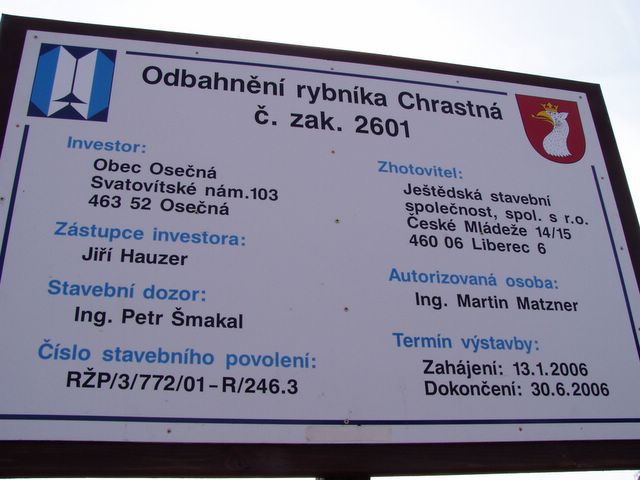 Odbahnění rybníka Chrastná
č. zak. 2601
Investor:
Obec Osečná
Svatovítské nám.103
463 52 Osečná
Zástupce investora:
Jiří Hauzer
Stavební dozor:
Ing. Petr Šmakal
Číslo stavebního povolení:
RŽP/3/772/01-R/246.3
Zhotovitel:
Ještědská stavební
společnost, spol. s r.o.
České Mládeže 14/15
460 06 Liberec 6
Autorizovaná osoba:
Ing. Martin Matzner
Termín výstavby:
Zahájení: 13.1.2006
Dokončení: 30.6.2006